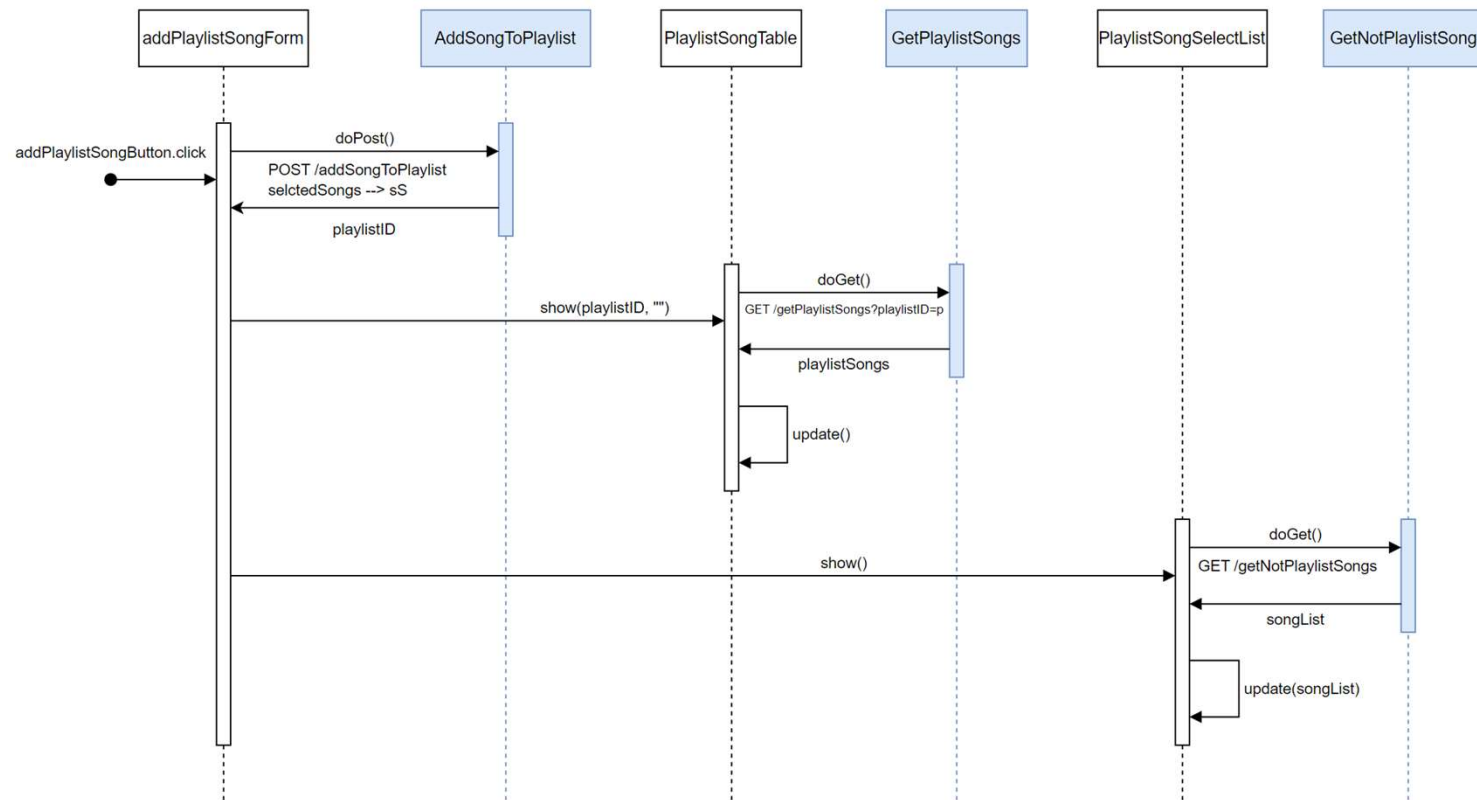 addPlaylistSongForm
AddSongToPlaylist
PlaylistSongTable
GetPlaylistSongs
PlaylistSongSelectList
GetNotPlaylistSong
addPlaylistSongButton.click
doPost()
POST /addSongToPlaylist
selctedSongs --> sS
playlistID
show(playlistID, "")
doGet()
GET /getPlaylistSongs?playlistID=p
playlistSongs
update()
show()
doGet()
GET /getNotPlaylistSongs
songList
update(songList)